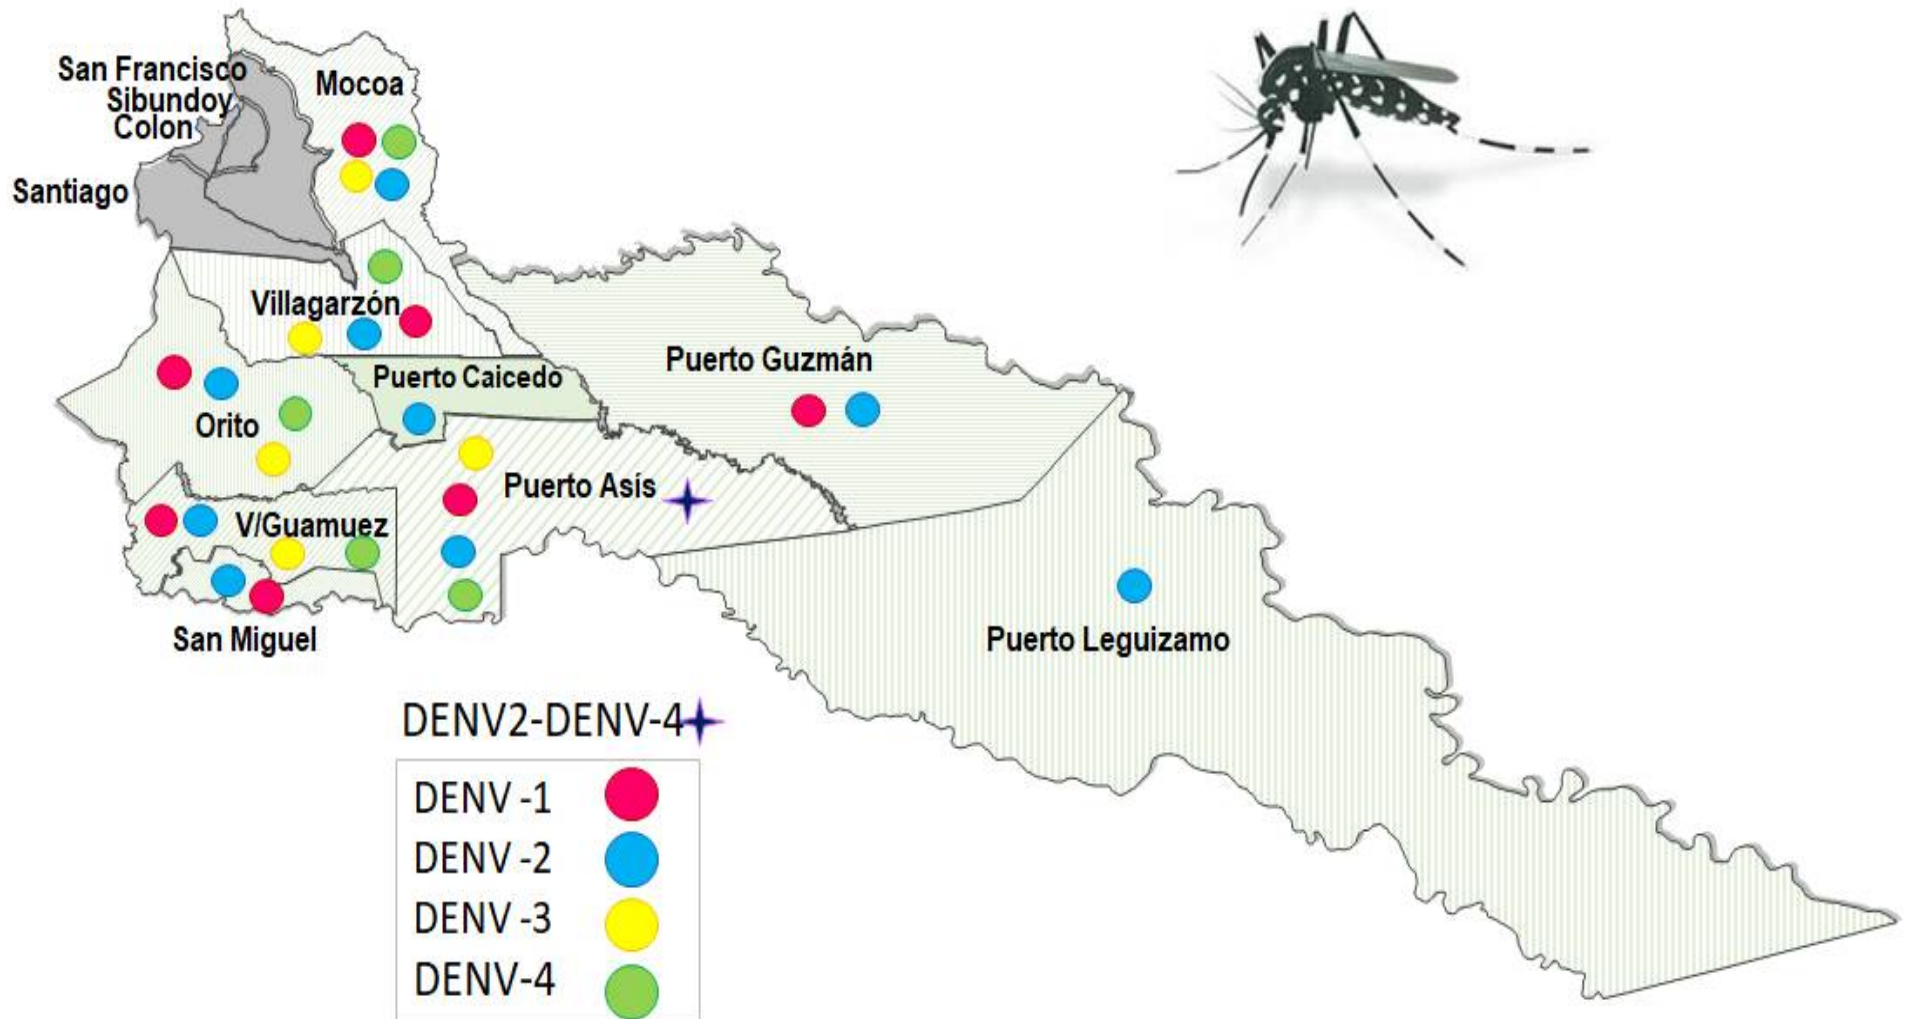 San Francisco
Sibundoy
Colon
Santiago
Mocoa
Villagarzón
Puerto Caicedo
Puerto Guzmán
Orito
Puerto Asís
V/Guamuez
San Miguel
Puerto Leguizamo
DENV2-DENV-4
DENV -1
DENV -2
DENV -3
DENV-4